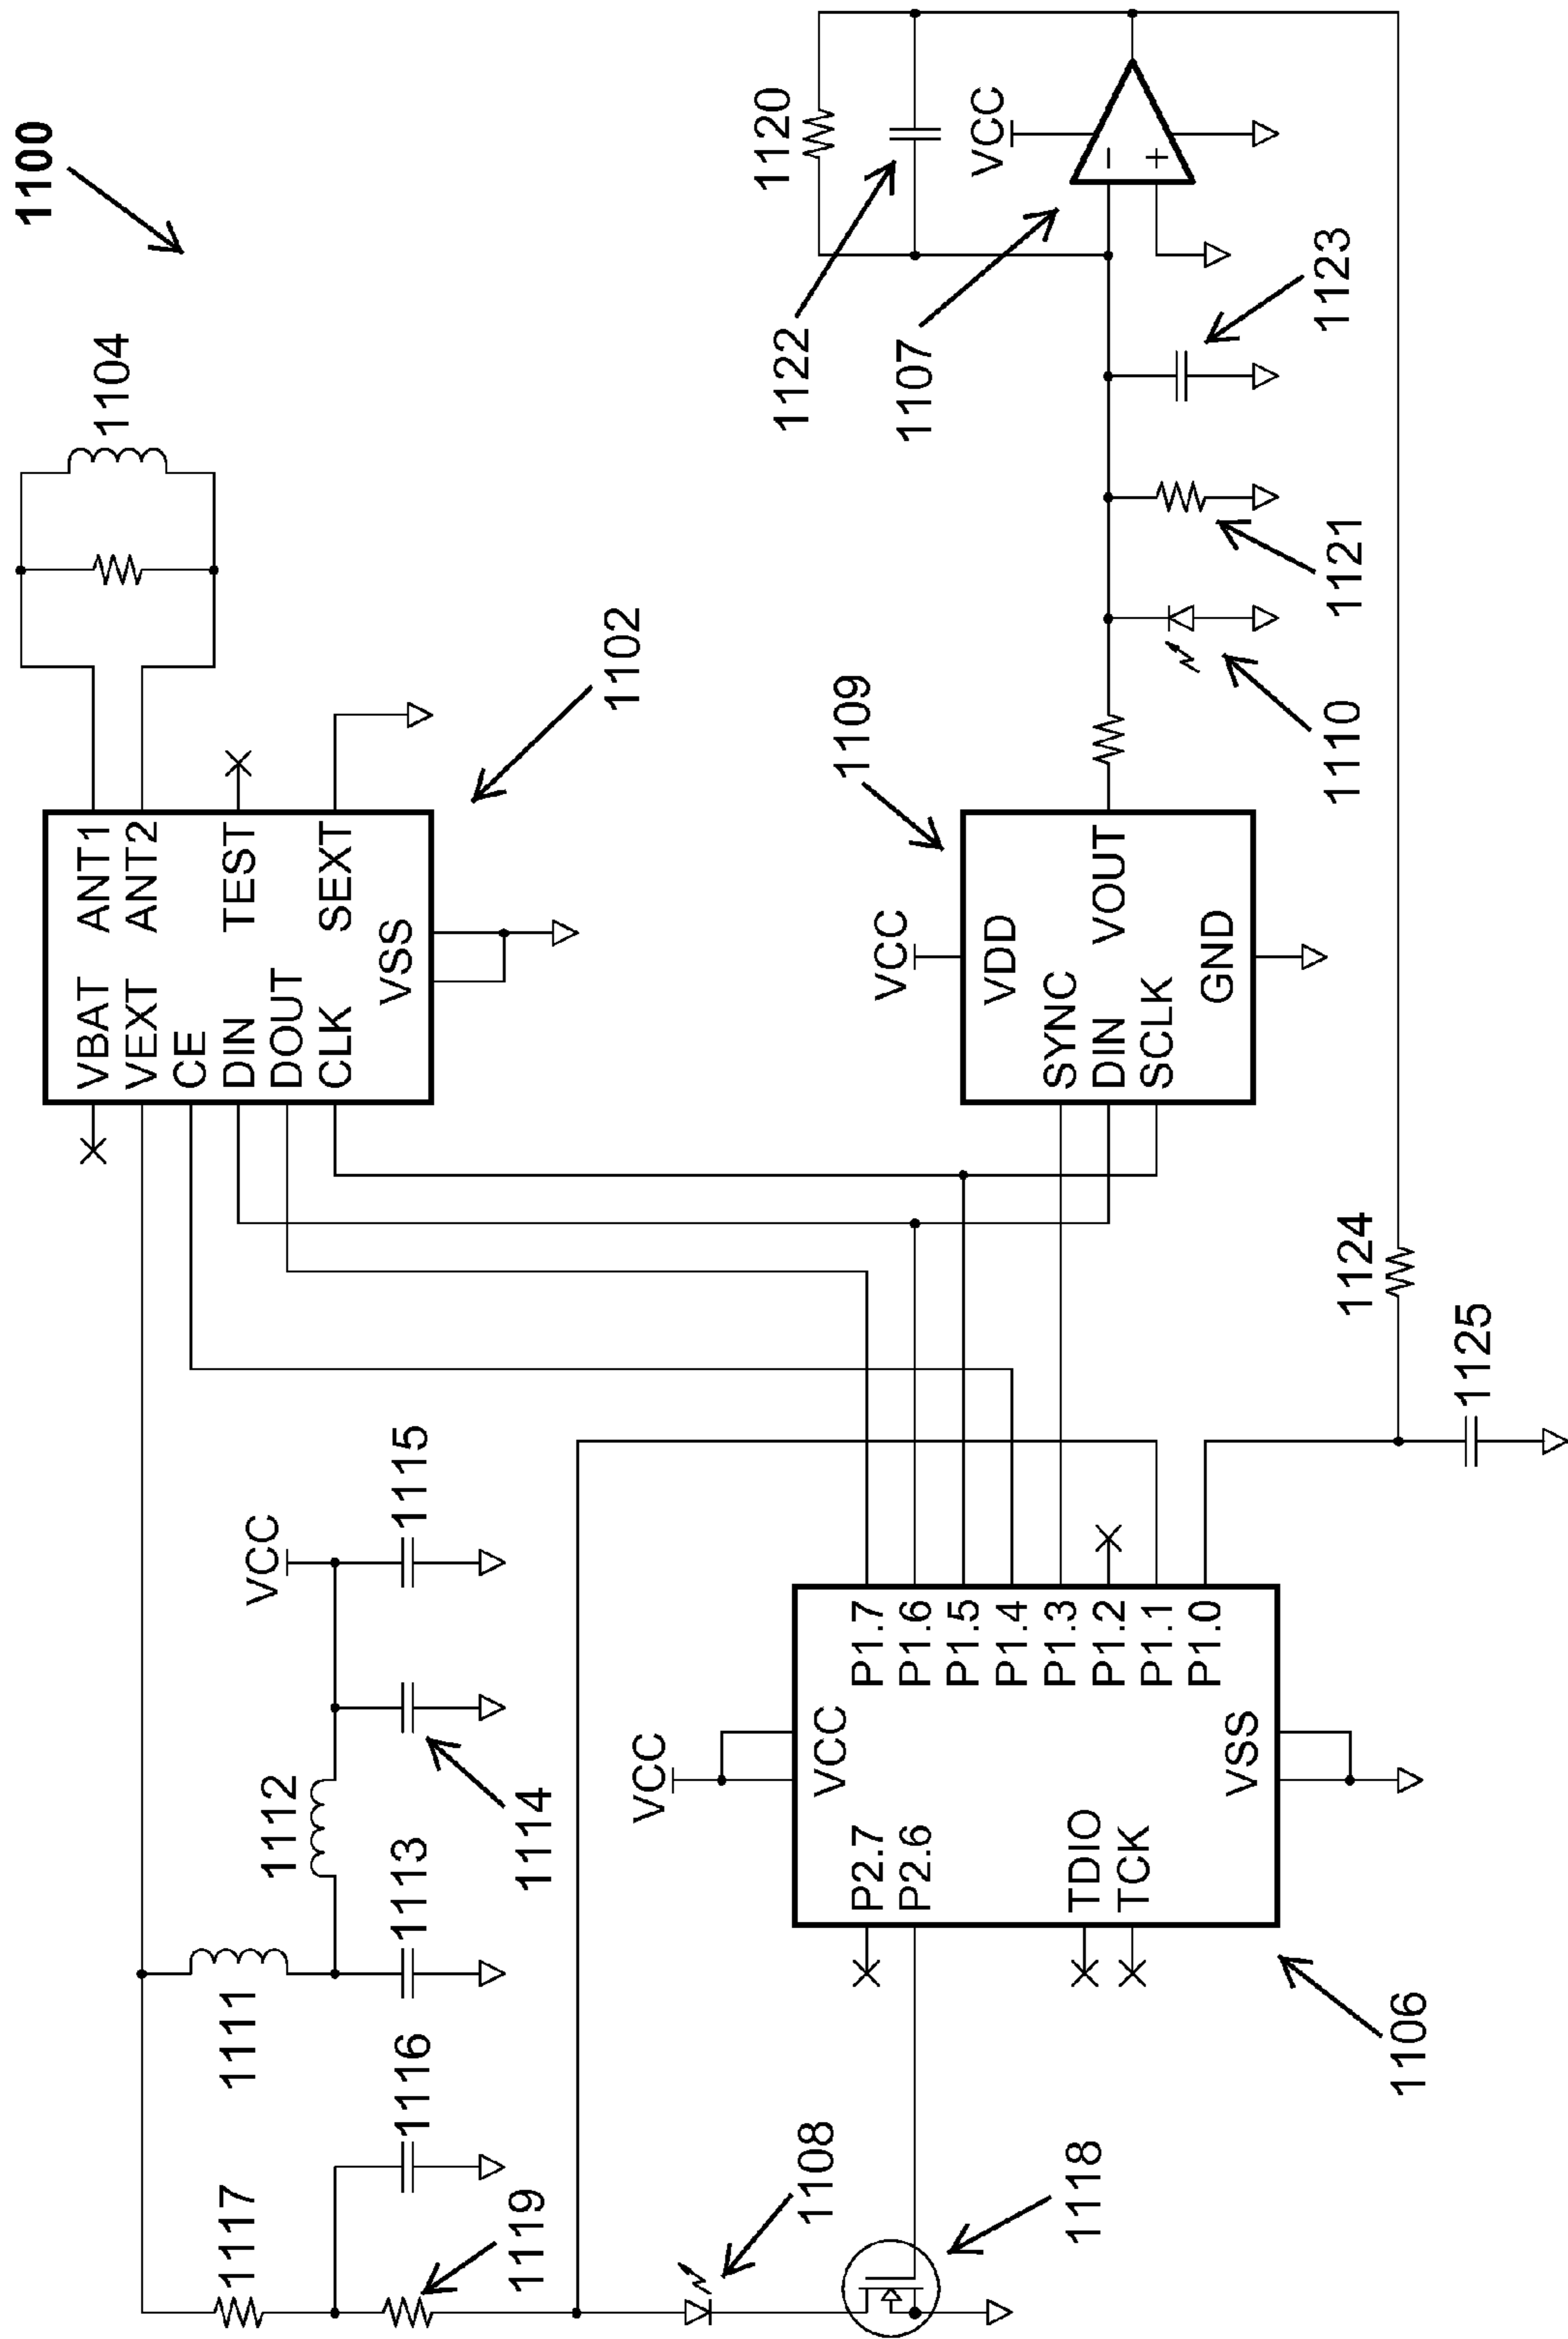 1100
1104
1120
VCC
1122
1107
1123
1102
VBAT ANT1
VEXT ANT2
CE
DIN TEST
DOUT
CLK SEXT
VSS
1109
VCC
VDD
SYNC
DIN VOUT
SCLK
GND
1110
1121
1124
1125
VCC
1115
1112
1114
1113
1111
1116
1117
1119
1108
1118
VCC
VCC
P2.7 P1.7
P2.6 P1.6
P1.5
P1.4
P1.3
TDIO P1.2
TCK P1.1
P1.0
VSS
1106